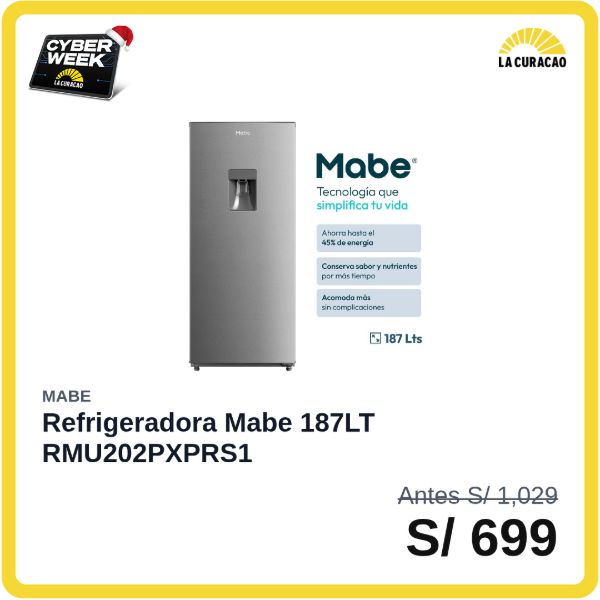 CYBER
WEEK
LA CURACAO
LA CURACAO
Mabe
Mabe®
Tecnología que
simplifica tu vida
Ahorra hasta el
45% de energía
Conserva sabor y nutrientes
por más tiempo
Acomoda más
sin complicaciones
187 Lts
MABE
Refrigeradora Mabe 187LT
RMU202PXPRS1
Antes S/ 1,029
S/ 699